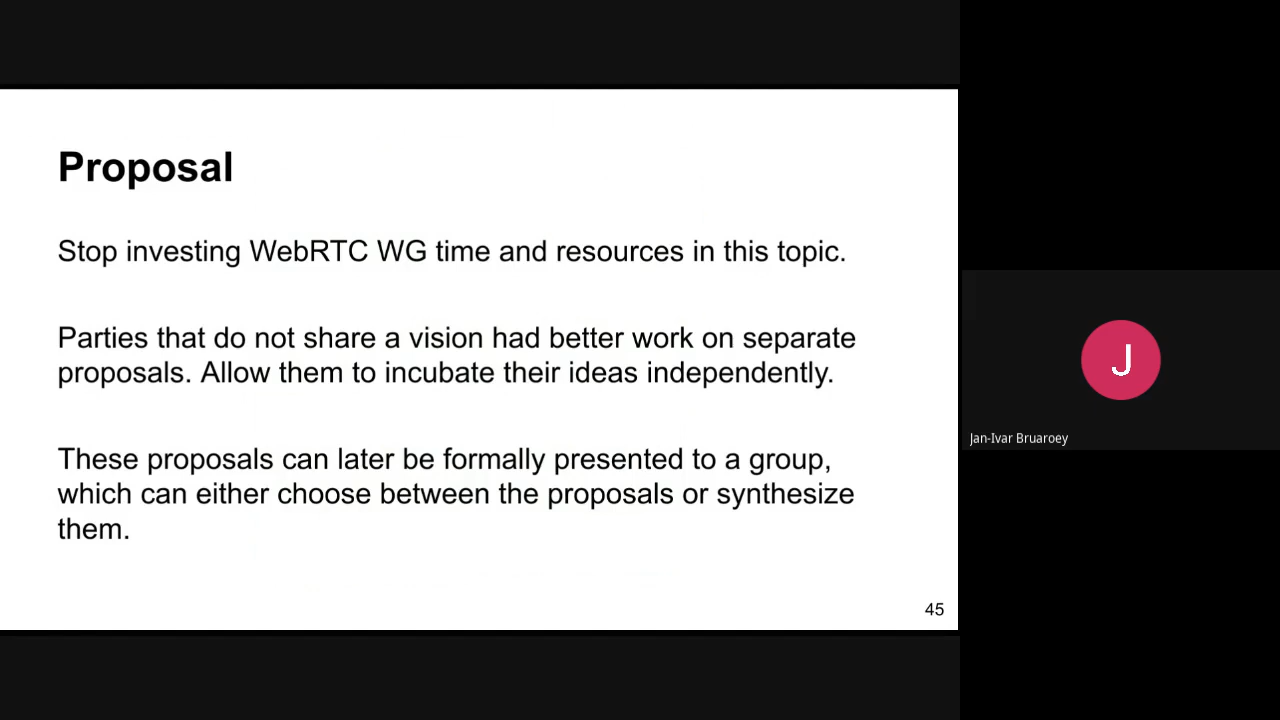 Proposal
Stop investing WebRTC WG time and resources in this topic.
Parties that do not share a vision had better work on separate
proposals. Allow them to incubate their ideas independently.
These proposals can later be formally presented to a group,
which can either choose between the proposals or synthesize
them.
45
J
Jan-Ivar Bruaroey